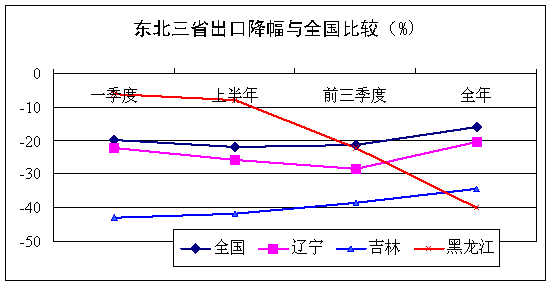 东北三省出口降幅与全国比较（%）
0
一季度 上半年 前三季度 全年
-10
-20
-30
-40
-50
全国 辽宁 吉林 黑龙江